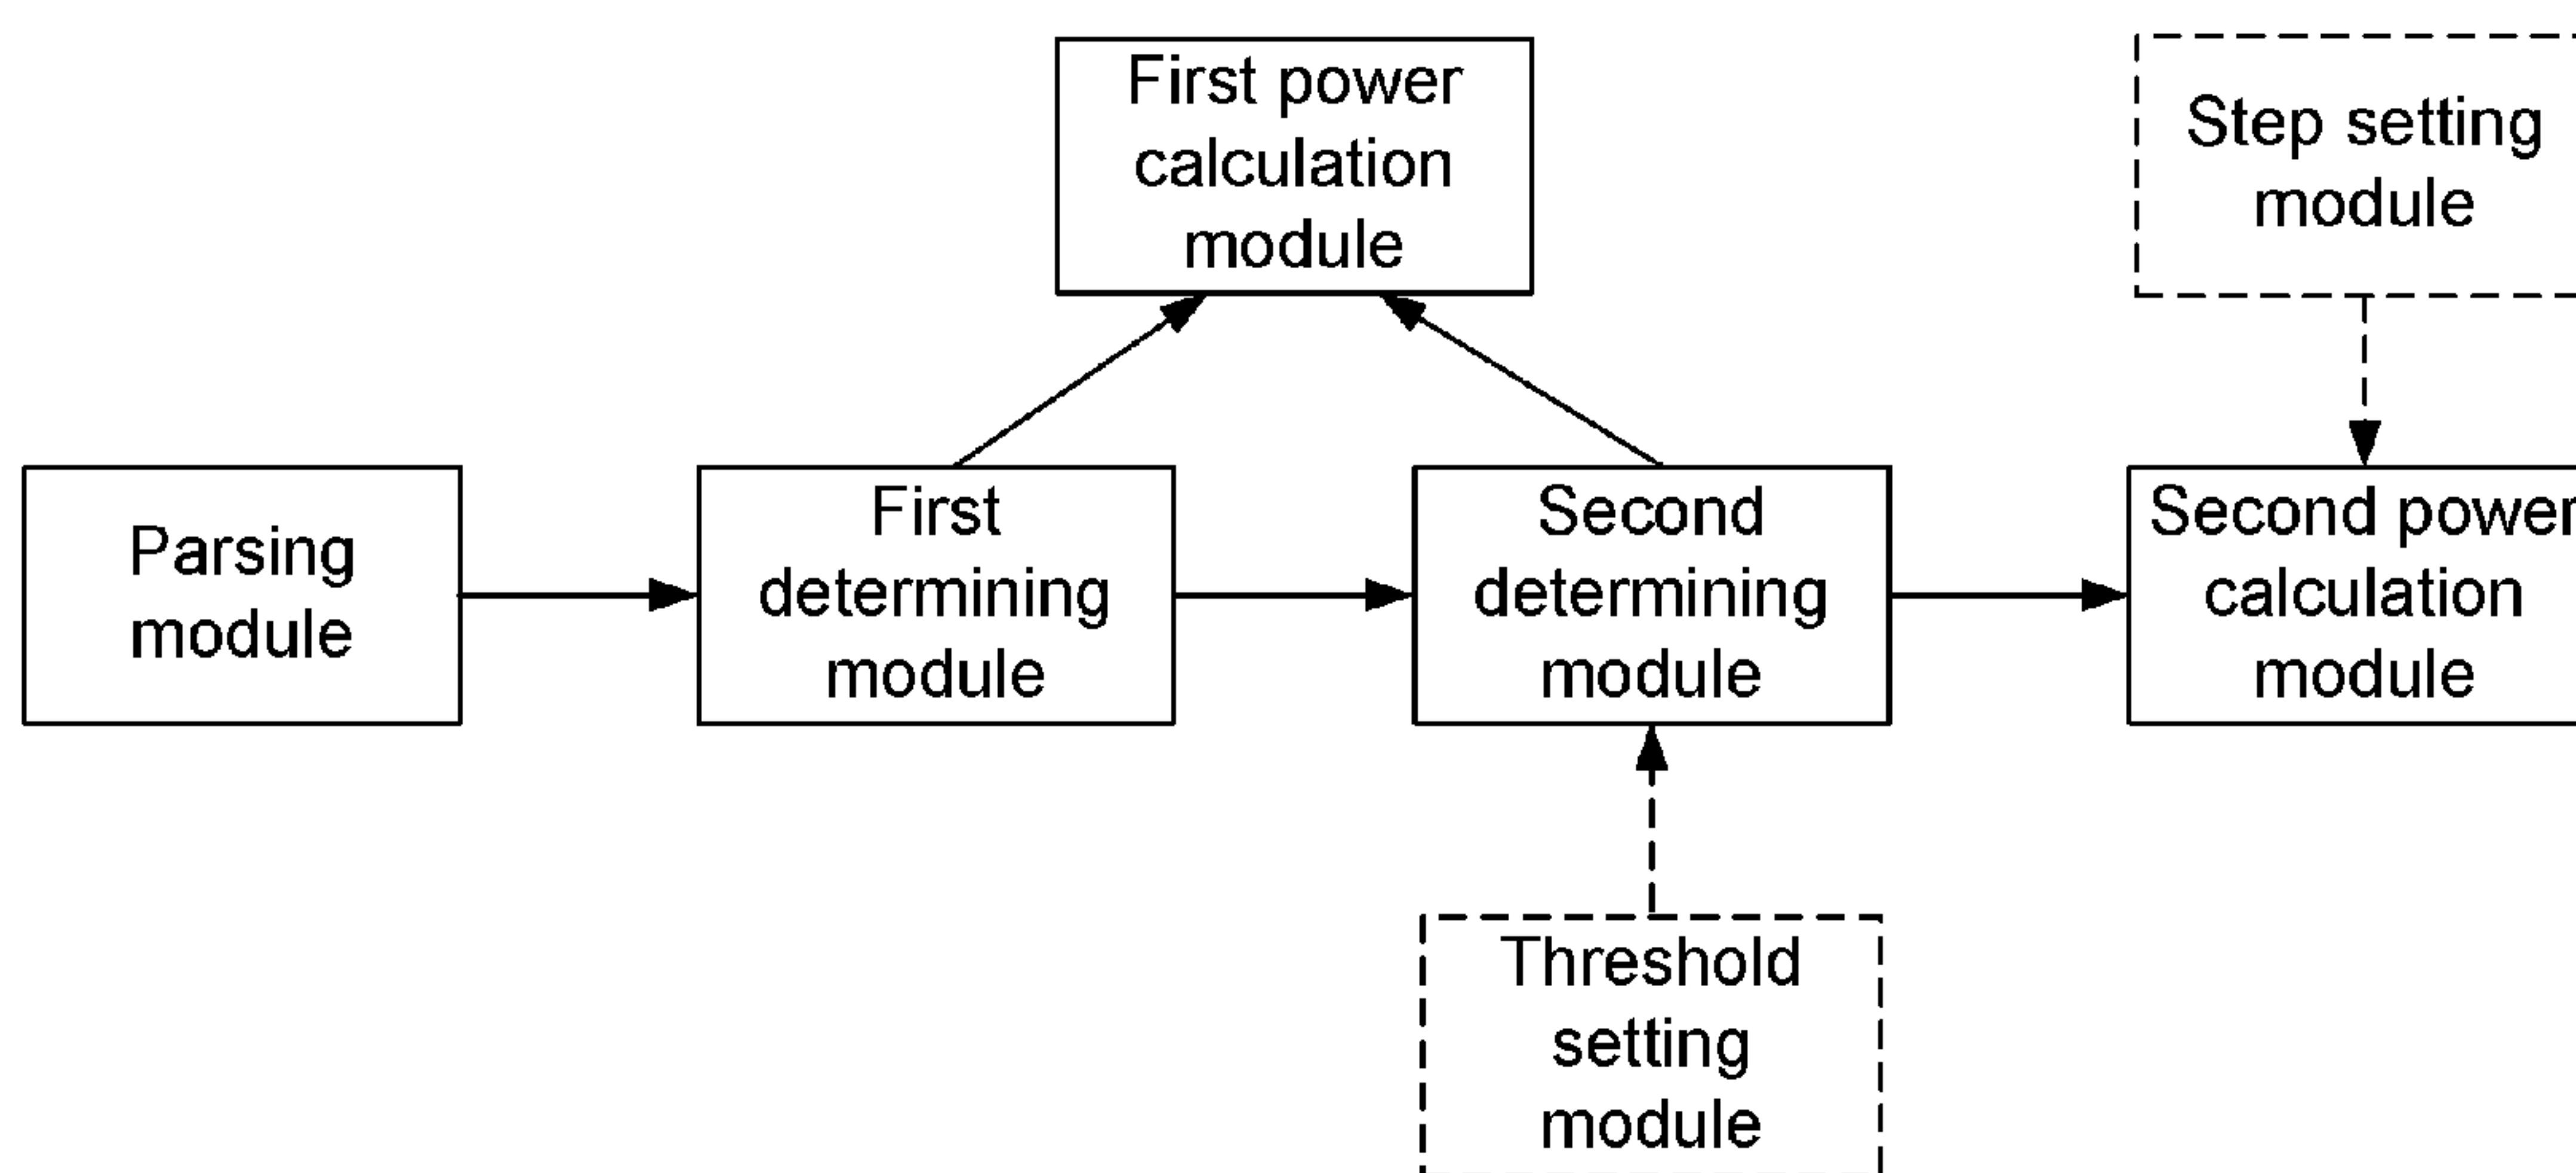 First power
calculation
module
Step setting
module
Parsing
module
First
determining
module
Second
determining
module
Second power
calculation
module
Threshold
setting
module